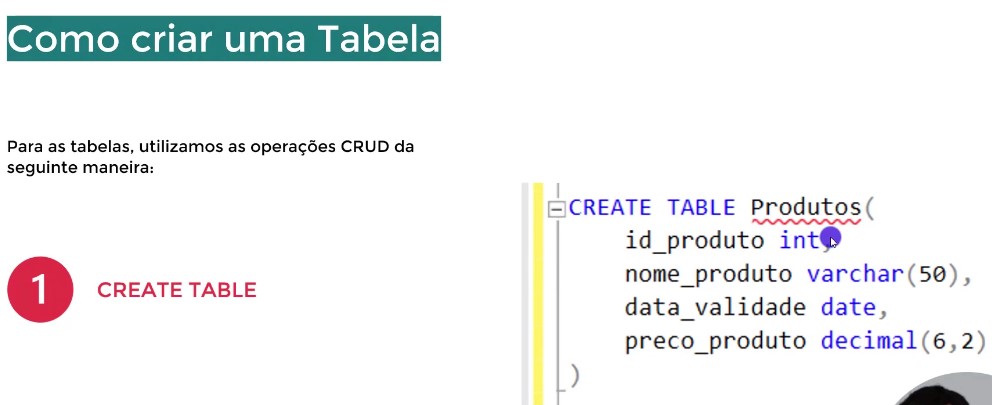 Como criar uma Tabela
Para as tabelas, utilizamos as operações CRUD da
seguinte maneira:
1 CREATE TABLE
CREATE TABLE Produtos(
id_produto int,
nome_produto varchar(50),
data_validade date,
preco_produto decimal(6,2)
)